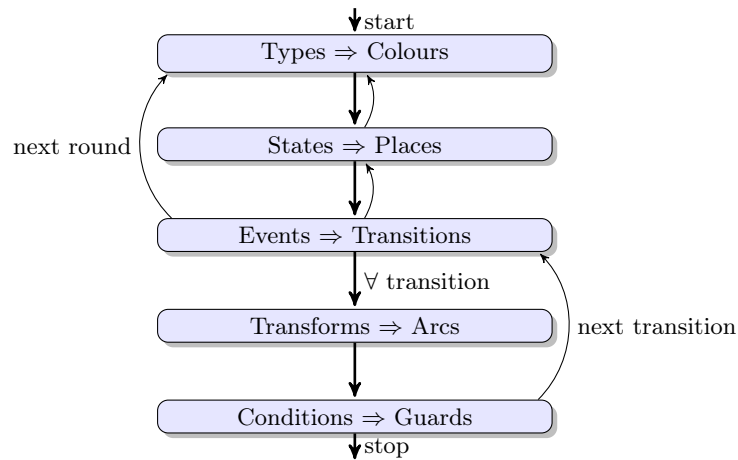 start
Types ⇒ Colours
States ⇒ Places
next round
Events ⇒ Transitions
∀ transition
Transforms ⇒ Arcs
next transition
Conditions ⇒ Guards
stop